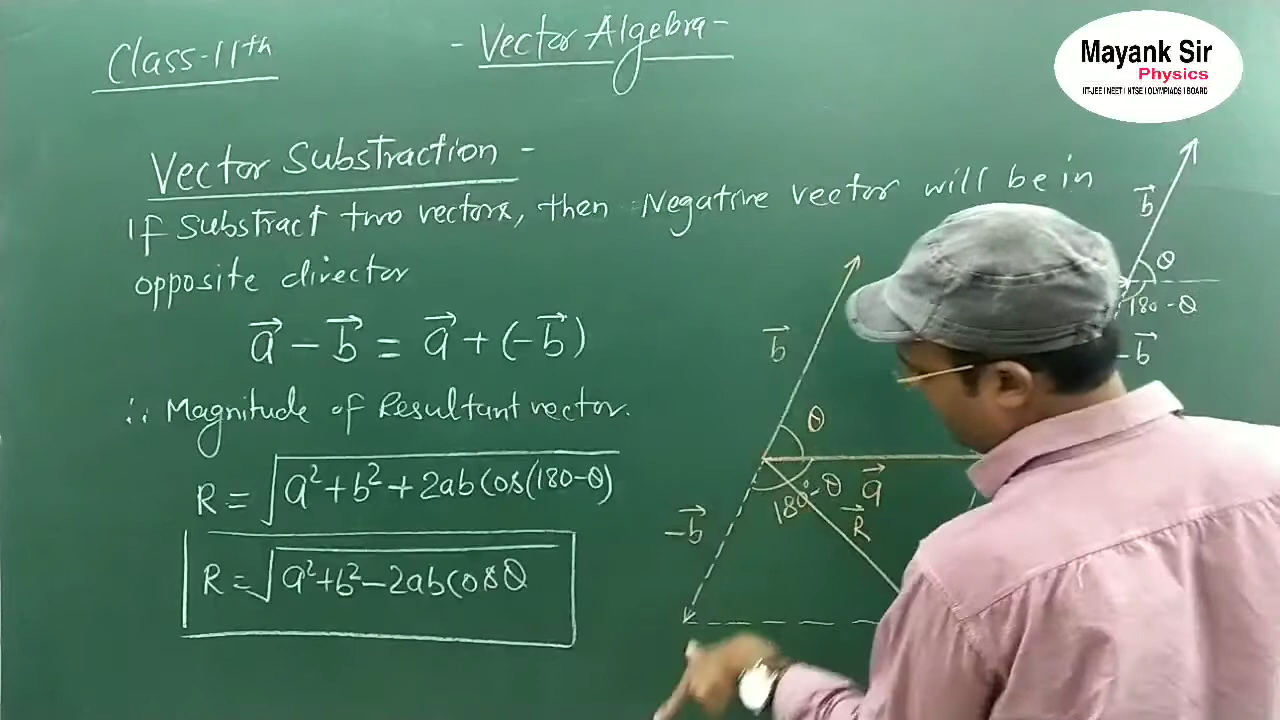 Class-11th
- Vector Algebra -
Mayank Sir
Physics
IIT-JEE I NEET I NTSE I OLYMPIADS I BOARD
Vector Substraction -
If Substract two vectors, then Negative vector will be in
opposite director
a⃗ - b⃗ = a⃗ + (-b⃗)
∴ Magnitude of Resultant vector.
R = √a²+b²+2ab Cos(180-θ)
R = √a²+b²-2ab Cosθ
b⃗
θ
180-θ
-b⃗
b⃗
θ
180°-θ
a⃗
R⃗
-b⃗